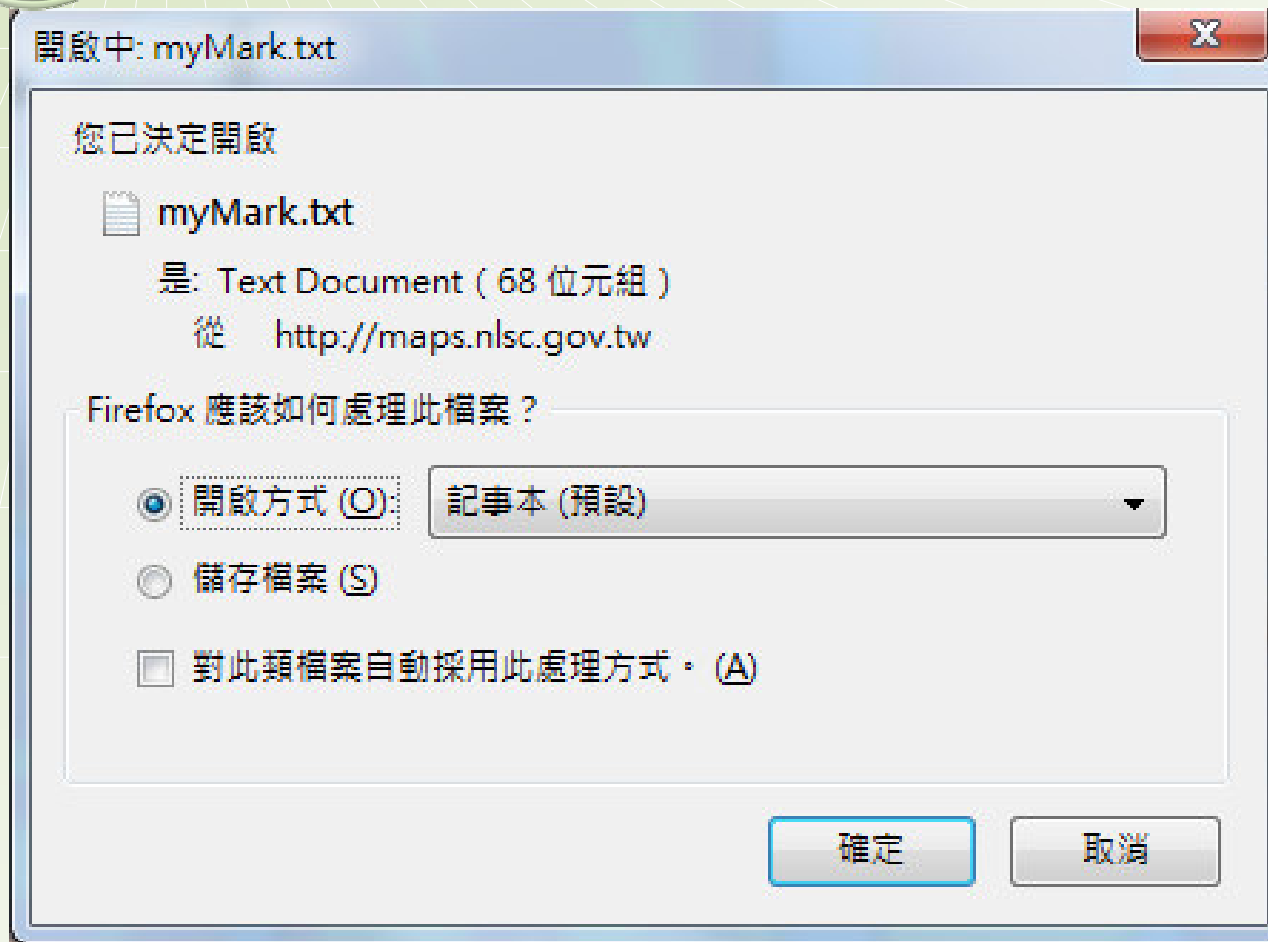 開啟中: myMark.txt
您已決定開啟
myMark.txt
是: Text Document ( 68 位元組 )
從 http://maps.nlsc.gov.tw
Firefox 應該如何處理此檔案？
開啟方式 (O): 記事本 (預設)
儲存檔案 (S)
對此類檔案自動採用此處理方式。 (A)
確定 取消